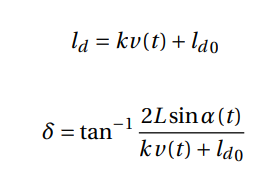 l_d = kv(t) + l_{d0}
δ = tan^{-1} \frac{2L sin α(t)}{kv(t) + l_{d0}}